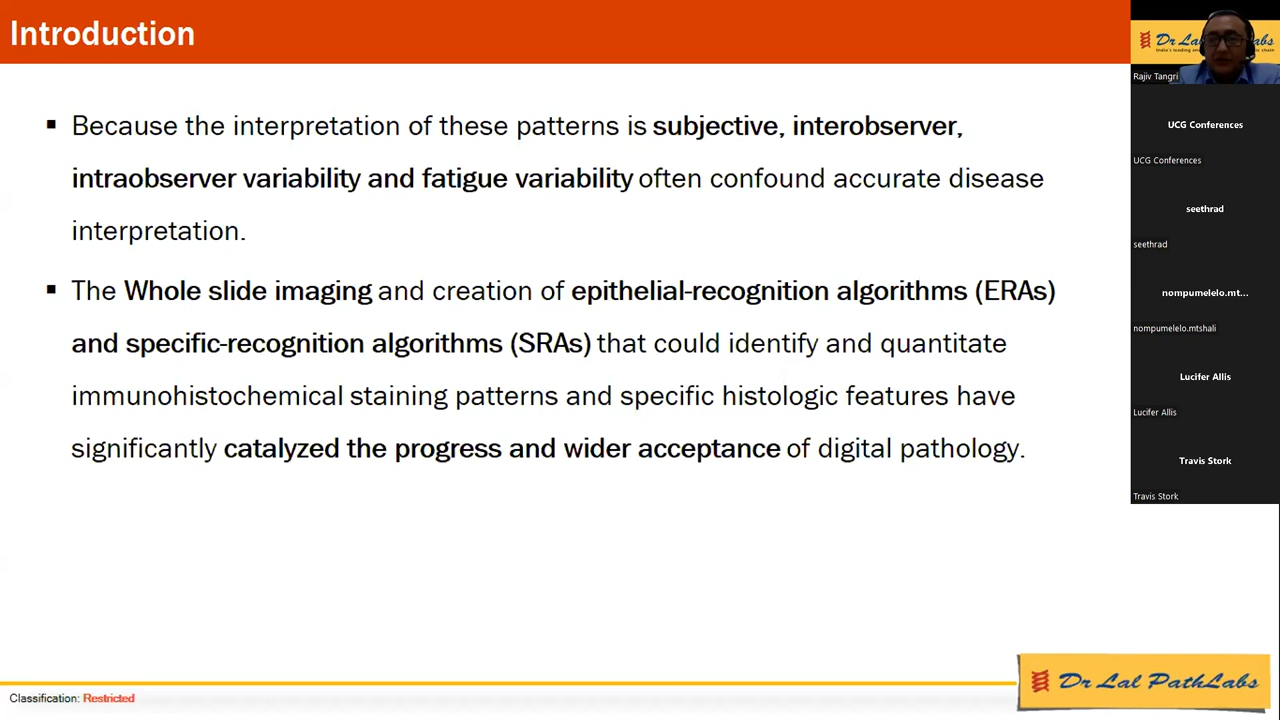 Introduction
Because the interpretation of these patterns is subjective, interobserver,
intraobserver variability and fatigue variability often confound accurate disease
interpretation.
The Whole slide imaging and creation of epithelial-recognition algorithms (ERAs)
and specific-recognition algorithms (SRAs) that could identify and quantitate
immunohistochemical staining patterns and specific histologic features have
significantly catalyzed the progress and wider acceptance of digital pathology.
Classification: Restricted
Dr Lal PathLabs
Rajiv Tangri
UCG Conferences
UCG Conferences
seethrad
seethrad
nompumelelo.mt...
nompumelelo.mtshali
Lucifer Allis
Lucifer Allis
Travis Stork
Travis Stork